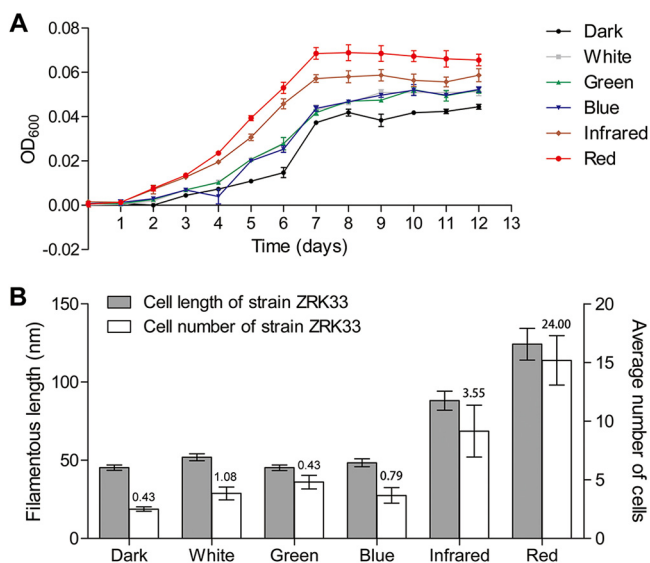 A
OD600
0.08
0.06
0.04
0.02
0.00
-0.02
1 2 3 4 5 6 7 8 9 10 11 12 13
Time (days)
Dark
White
Green
Blue
Infrared
Red
B
Cell length of strain ZRK33
Cell number of strain ZRK33
Filamentous length (nm)
150
100
50
0
20
15
10
5
0
Average number of cells
0.43
1.08
0.43
0.79
3.55
24.00
Dark White Green Blue Infrared Red